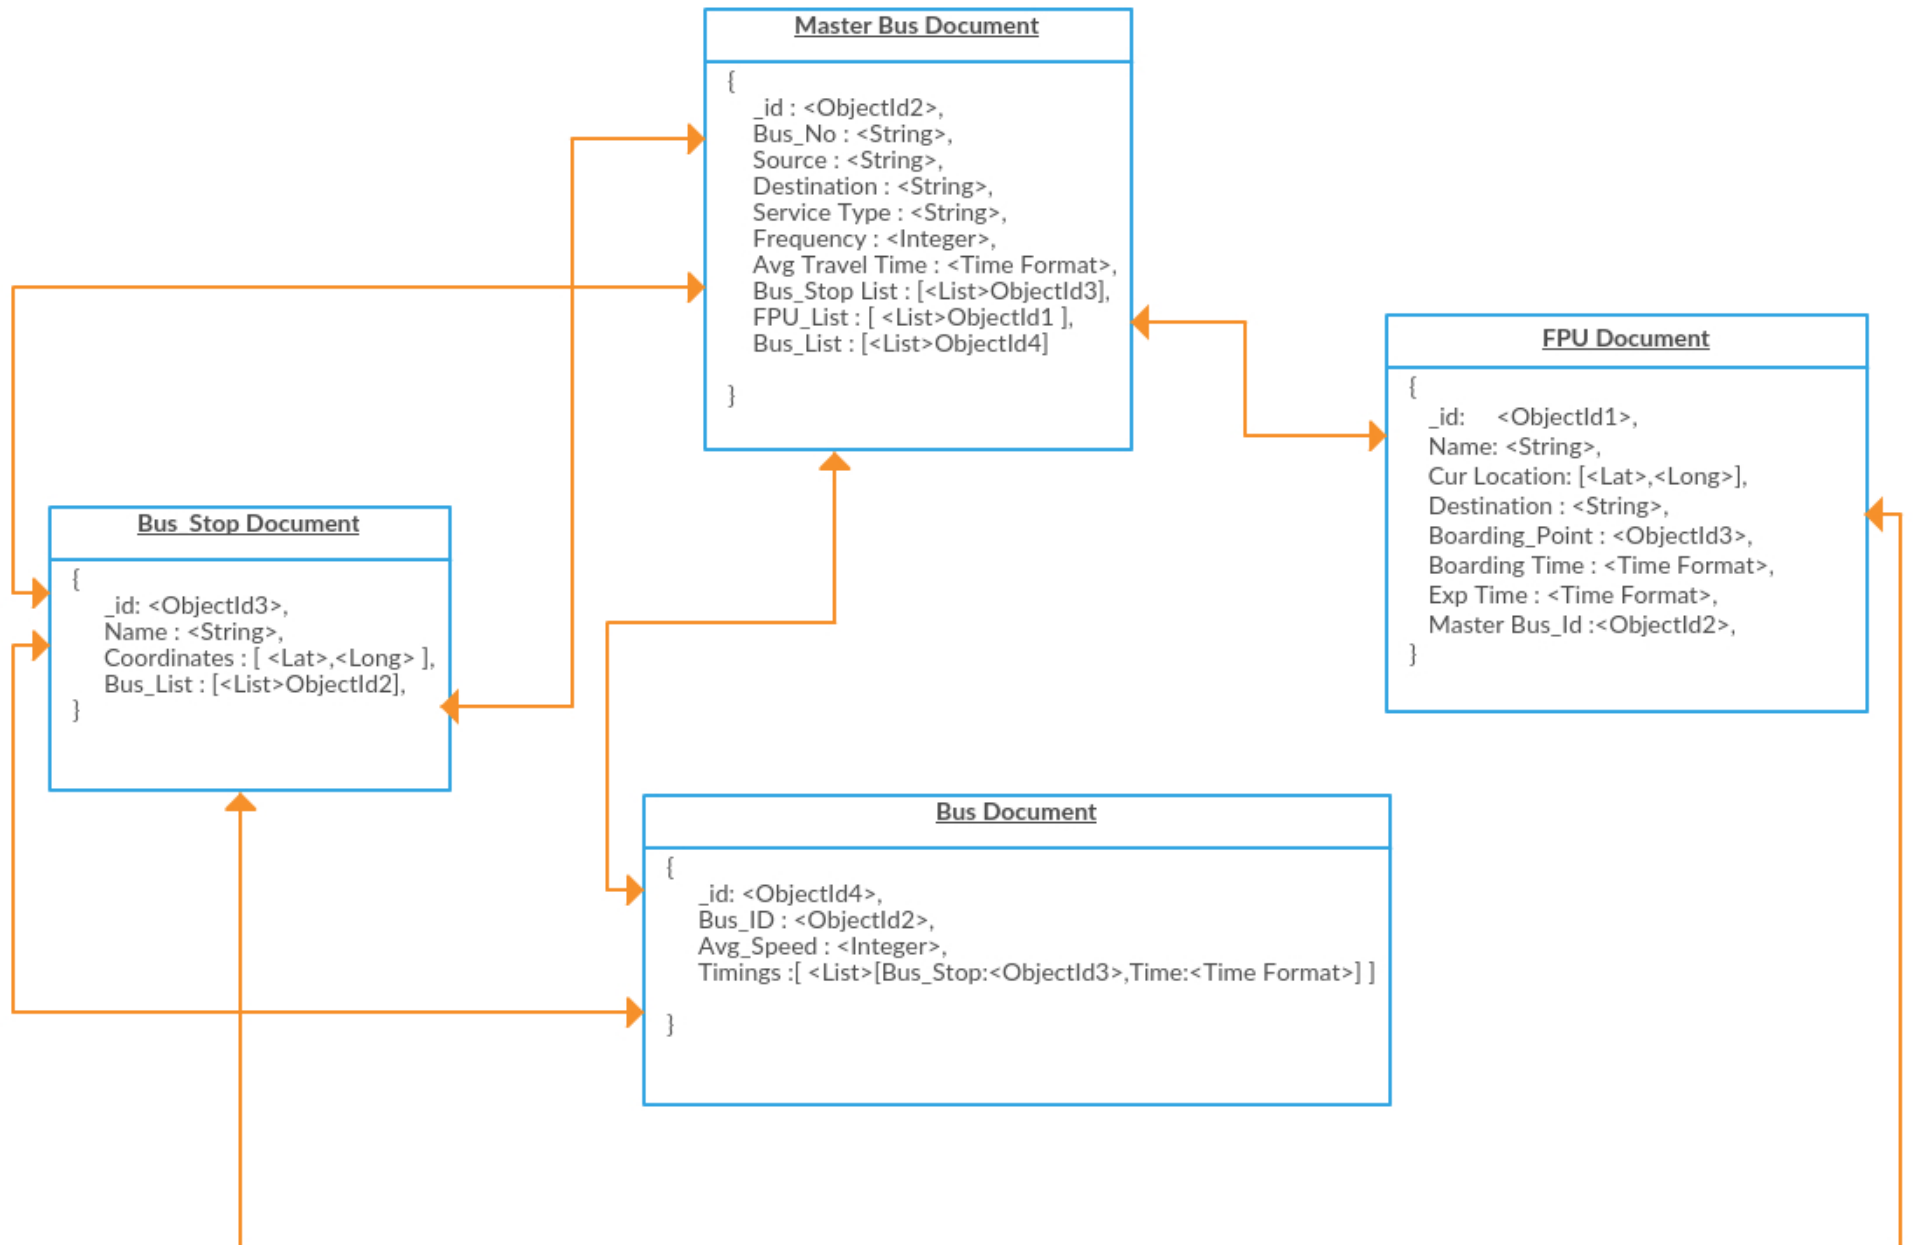 Master Bus Document
{
_id : <ObjectId2>,
Bus_No : <String>,
Source : <String>,
Destination : <String>,
Service Type : <String>,
Frequency : <Integer>,
Avg Travel Time : <Time Format>,
Bus_Stop List : [<List>ObjectId3],
FPU_List : [ <List>ObjectId1 ],
Bus_List : [<List>ObjectId4]
}
FPU Document
{
_id: <ObjectId1>,
Name: <String>,
Cur Location: [<Lat>,<Long>],
Destination : <String>,
Boarding_Point : <ObjectId3>,
Boarding Time : <Time Format>,
Exp Time : <Time Format>,
Master Bus_Id :<ObjectId2>,
}
Bus_Stop Document
{
_id: <ObjectId3>,
Name : <String>,
Coordinates : [ <Lat>,<Long> ],
Bus_List : [<List>ObjectId2],
}
Bus Document
{
_id: <ObjectId4>,
Bus_ID : <ObjectId2>,
Avg_Speed : <Integer>,
Timings :[ <List>[Bus_Stop:<ObjectId3>,Time:<Time Format>] ]
}